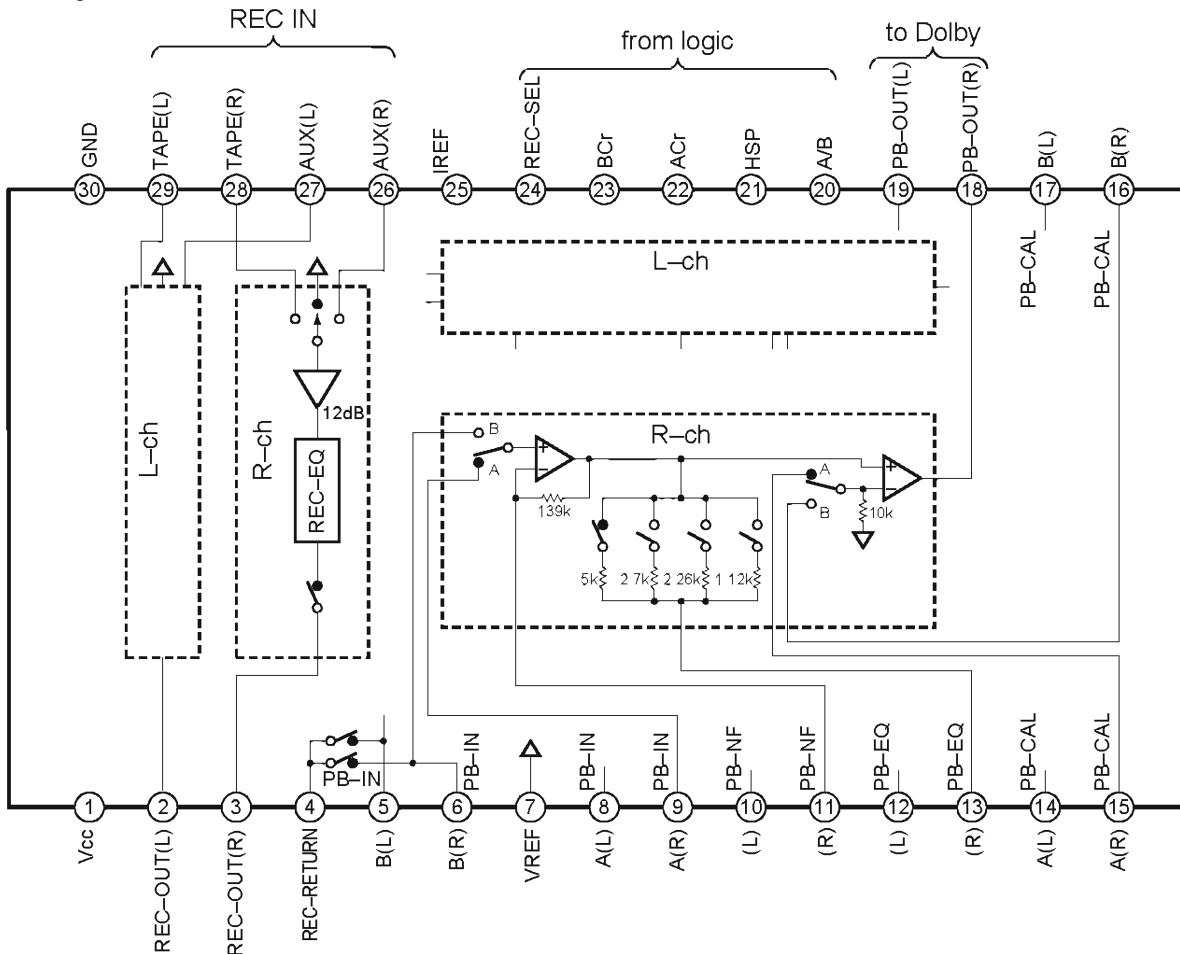 REC IN
from logic
to Dolby
GND
TAPE(L)
TAPE(R)
AUX(L)
AUX(R)
IREF
REC–SEL
BCr
ACr
HSP
A/B
PB–OUT(L)
PB–OUT(R)
B(L)
B(R)
30
29
28
27
26
25
24
23
22
21
20
19
18
17
16
PB–CAL
PB–CAL
L–ch
L–ch
R–ch
12dB
REC–EQ
R–ch
B
A
+
–
139k
5k
2 7k
2 26k
1 12k
A
B
+
–
10k
PB–IN
PB–IN
PB–IN
PB–IN
PB–NF
PB–NF
PB–EQ
PB–EQ
PB–CAL
PB–CAL
1
2
3
4
5
6
7
8
9
10
11
12
13
14
15
Vcc
REC–OUT(L)
REC–OUT(R)
REC-RETURN
B(L)
B(R)
VREF
A(L)
A(R)
(L)
(R)
(L)
(R)
A(L)
A(R)